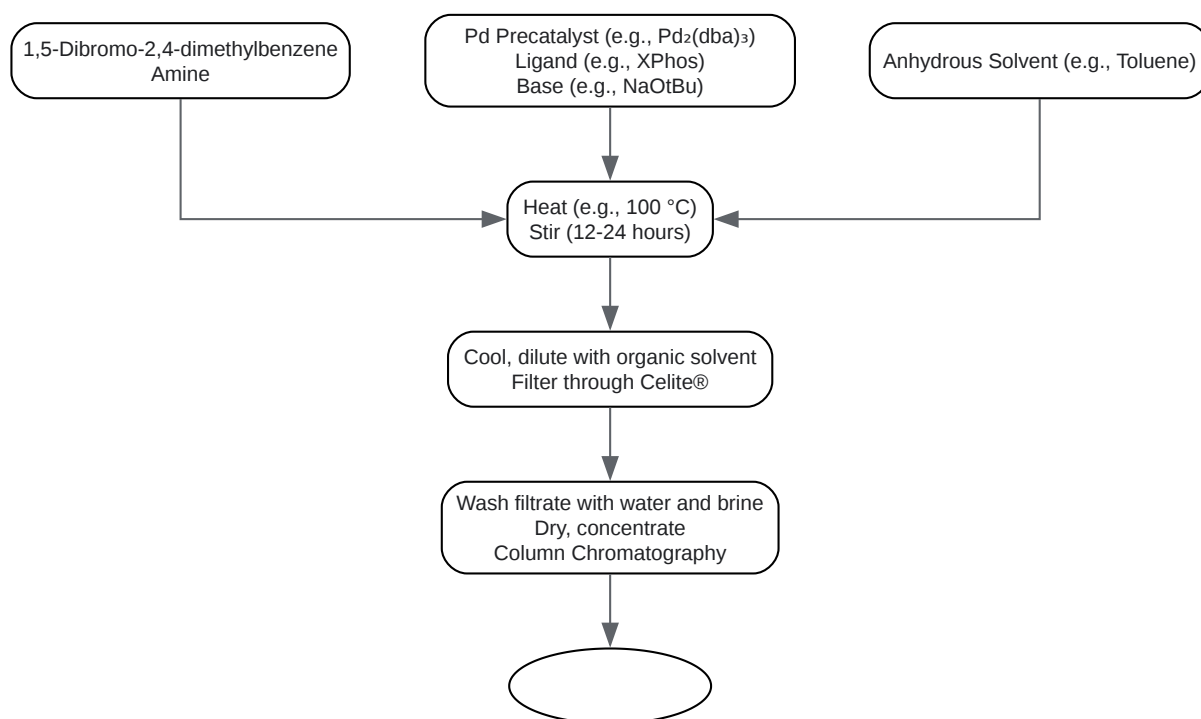 1,5-Dibromo-2,4-dimethylbenzene
Amine
Pd Precatalyst (e.g., Pd₂(dba)₃)
Ligand (e.g., XPhos)
Base (e.g., NaOtBu)
Anhydrous Solvent (e.g., Toluene)
Heat (e.g., 100 °C)
Stir (12-24 hours)
Cool, dilute with organic solvent
Filter through Celite®
Wash filtrate with water and brine
Dry, concentrate
Column Chromatography